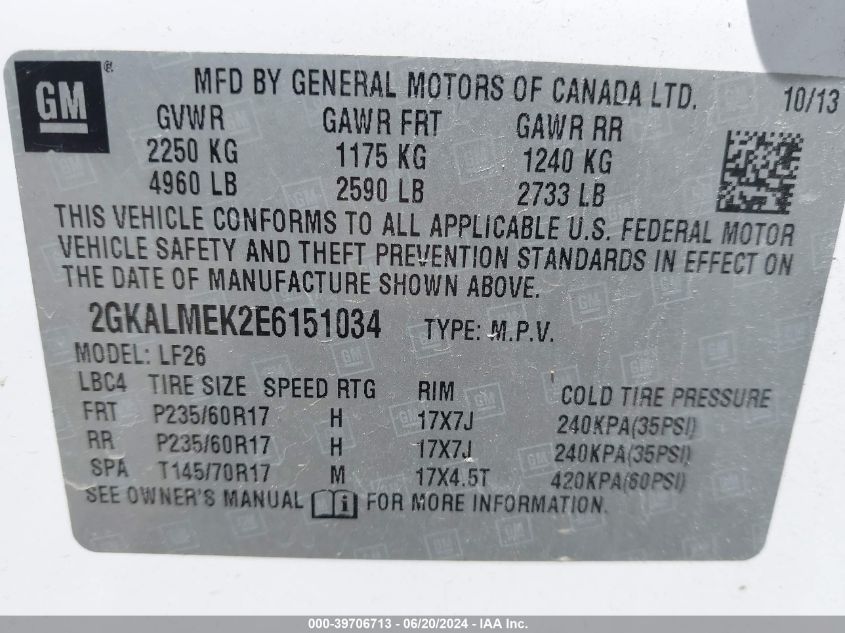 GM ®
MFD BY GENERAL MOTORS OF CANADA LTD. 10/13
GVWR GAWR FRT GAWR RR
2250 KG 1175 KG 1240 KG
4960 LB 2590 LB 2733 LB
THIS VEHICLE CONFORMS TO ALL APPLICABLE U.S. FEDERAL MOTOR
VEHICLE SAFETY AND THEFT PREVENTION STANDARDS IN EFFECT ON
THE DATE OF MANUFACTURE SHOWN ABOVE.
2GKALMEK2E6151034 TYPE: M.P.V.
MODEL: LF26
LBC4 TIRE SIZE SPEED RTG RIM COLD TIRE PRESSURE
FRT P235/60R17 H 17X7J 240KPA(35PSI)
RR P235/60R17 H 17X7J 240KPA(35PSI)
SPA T145/70R17 M 17X4.5T 420KPA(60PSI)
SEE OWNER'S MANUAL i FOR MORE INFORMATION.
000-39706713 - 06/20/2024 - IAA Inc.